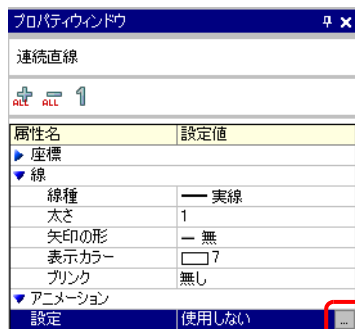 プロパティウィンドウ
連続直線
ALL ALL 1
属性名 設定値
座標
線
線種 実線
太さ 1
矢印の形 無
表示カラー 7
ブリンク 無し
アニメーション
設定 使用しない ...